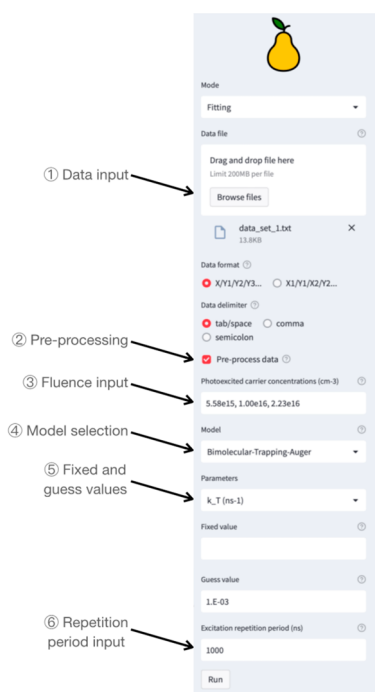 Mode
Fitting
Data file
Drag and drop file here
Limit 200MB per file
① Data input
Browse files
data_set_1.txt
13.8KB
Data format
X/Y1/Y2/Y3... X1/Y1/X2/Y2...
Data delimiter
tab/space comma
semicolon
② Pre-processing
Pre-process data
③ Fluence input
Photoexcited carrier concentrations (cm-3)
5.58e15, 1.00e16, 2.23e16
④ Model selection
Model
Bimolecular-Trapping-Auger
⑤ Fixed and
guess values
Parameters
k_T (ns-1)
Fixed value
Guess value
1.E-03
⑥ Repetition
period input
Excitation repetition period (ns)
1000
Run